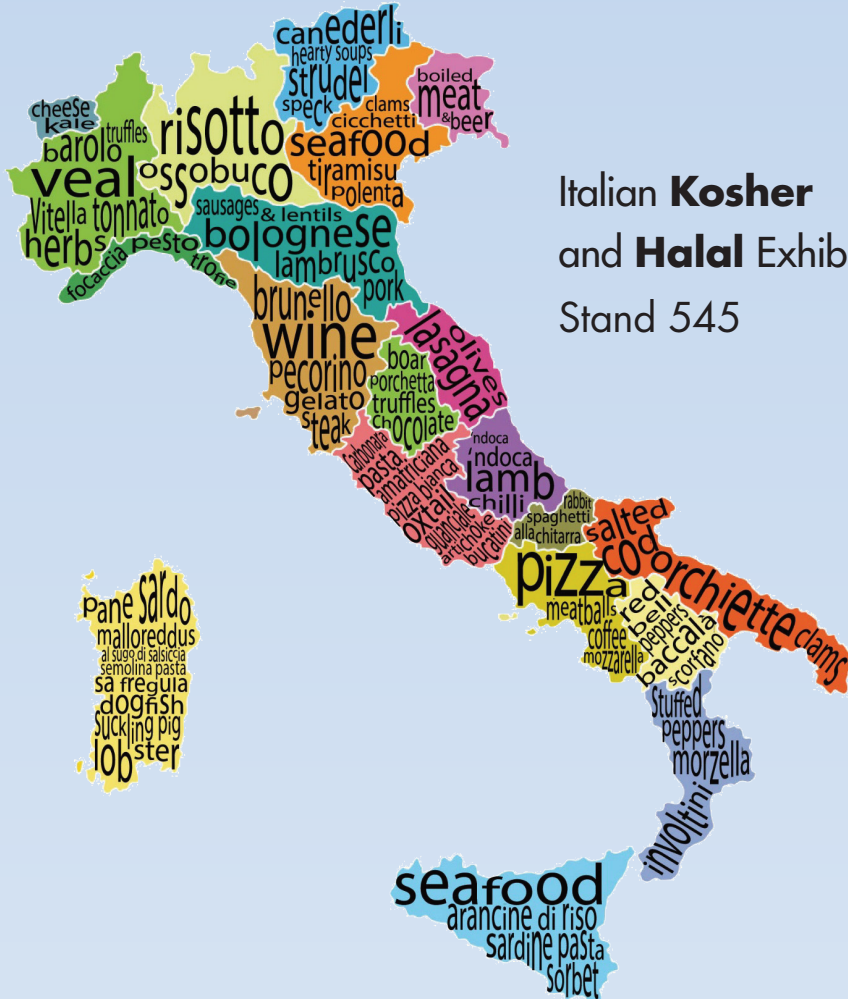 canederli
hearty soups
strudel
speck
boiled
meat
&beer
clams
cicchetti
seafood
tiramisu
polenta
risotto
ossobuco
cheese
kale
truffles
barolo
veal
Vitella tonnato
herbs
focaccia pesto trofie
sausages & lentils
bolognese
lambrusco
pork
Italian Kosher
and Halal Exhib
Stand 545
brunello
wine
pecorino
gelato
steak
olives
lasagna
boar
porchetta
truffles
chocolate
Carbonara
pasta
amatriciana
pizza bianca
oxtail
guanciale
artichoke
bucatini
'ndoca
'ndoca
lamb
chilli
rabbit
spaghetti
alla chitarra
salted
cod
orchiette
clams
pizza
meatballs
coffee
mozzarella
red
bell
peppers
baccala
scorfano
pane sardo
malloreddus
al sugo di salsiccia
semolina pasta
sa freguia
dogfish
Suckling pig
lobster
Stuffed
peppers
morzella
involtini
seafood
arancine di riso
sardine pasta
sorbet